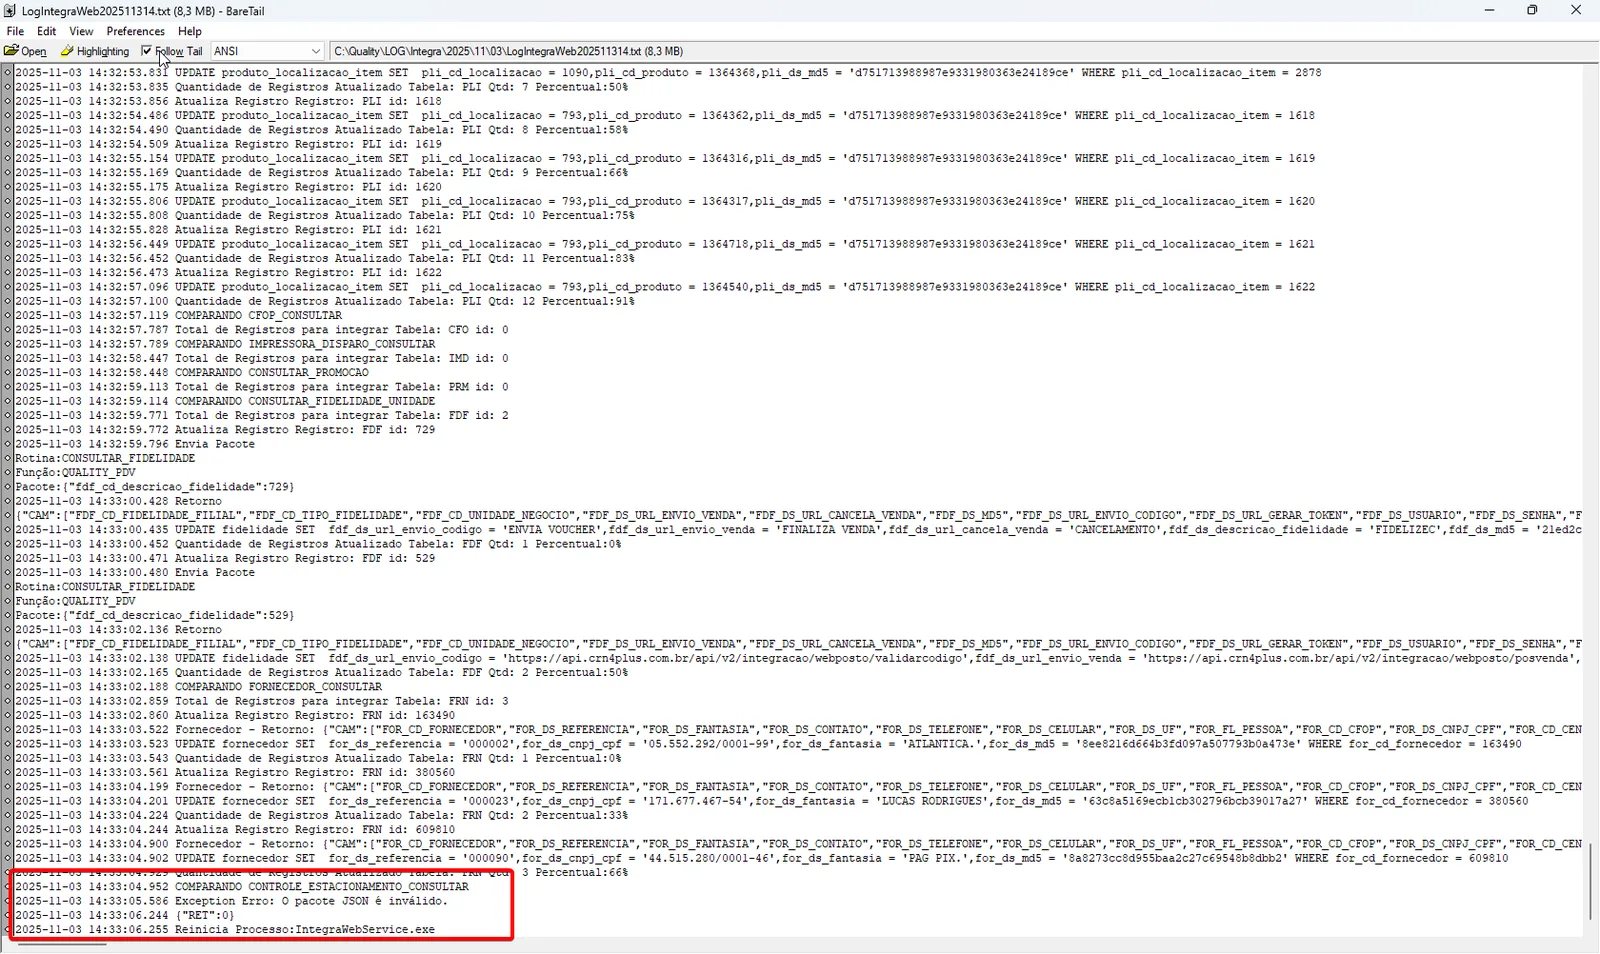 LogIntegraWeb202511314.txt (8,3 MB) - BareTail
File Edit View Preferences Help
Open Highlighting Follow Tail ANSI C:\Quality\LOG\Integra\2025\11\03\LogIntegraWeb202511314.txt (8,3 MB)
2025-11-03 14:32:53.831 UPDATE produto_localizacao_item SET  pli_cd_localizacao = 1090,pli_cd_produto = 1364368,pli_ds_md5 = 'd751713988987e9331980363e24189ce' WHERE pli_cd_localizacao_item = 2878
2025-11-03 14:32:53.835 Quantidade de Registros Atualizado Tabela: PLI Qtd: 7 Percentual:50%
2025-11-03 14:32:53.856 Atualiza Registro Registro: PLI id: 1618
2025-11-03 14:32:54.486 UPDATE produto_localizacao_item SET  pli_cd_localizacao = 793,pli_cd_produto = 1364362,pli_ds_md5 = 'd751713988987e9331980363e24189ce' WHERE pli_cd_localizacao_item = 1618
2025-11-03 14:32:54.490 Quantidade de Registros Atualizado Tabela: PLI Qtd: 8 Percentual:58%
2025-11-03 14:32:54.509 Atualiza Registro Registro: PLI id: 1619
2025-11-03 14:32:55.154 UPDATE produto_localizacao_item SET  pli_cd_localizacao = 793,pli_cd_produto = 1364316,pli_ds_md5 = 'd751713988987e9331980363e24189ce' WHERE pli_cd_localizacao_item = 1619
2025-11-03 14:32:55.169 Quantidade de Registros Atualizado Tabela: PLI Qtd: 9 Percentual:66%
2025-11-03 14:32:55.175 Atualiza Registro Registro: PLI id: 1620
2025-11-03 14:32:55.806 UPDATE produto_localizacao_item SET  pli_cd_localizacao = 793,pli_cd_produto = 1364317,pli_ds_md5 = 'd751713988987e9331980363e24189ce' WHERE pli_cd_localizacao_item = 1620
2025-11-03 14:32:55.808 Quantidade de Registros Atualizado Tabela: PLI Qtd: 10 Percentual:75%
2025-11-03 14:32:55.828 Atualiza Registro Registro: PLI id: 1621
2025-11-03 14:32:56.449 UPDATE produto_localizacao_item SET  pli_cd_localizacao = 793,pli_cd_produto = 1364718,pli_ds_md5 = 'd751713988987e9331980363e24189ce' WHERE pli_cd_localizacao_item = 1621
2025-11-03 14:32:56.452 Quantidade de Registros Atualizado Tabela: PLI Qtd: 11 Percentual:83%
2025-11-03 14:32:56.473 Atualiza Registro Registro: PLI id: 1622
2025-11-03 14:32:57.096 UPDATE produto_localizacao_item SET  pli_cd_localizacao = 793,pli_cd_produto = 1364540,pli_ds_md5 = 'd751713988987e9331980363e24189ce' WHERE pli_cd_localizacao_item = 1622
2025-11-03 14:32:57.100 Quantidade de Registros Atualizado Tabela: PLI Qtd: 12 Percentual:91%
2025-11-03 14:32:57.119 COMPARANDO CFOP_CONSULTAR
2025-11-03 14:32:57.787 Total de Registros para integrar Tabela: CFO id: 0
2025-11-03 14:32:57.789 COMPARANDO IMPRESSORA_DISPARO_CONSULTAR
2025-11-03 14:32:58.447 Total de Registros para integrar Tabela: IMD id: 0
2025-11-03 14:32:58.448 COMPARANDO CONSULTAR_PROMOCAO
2025-11-03 14:32:59.113 Total de Registros para integrar Tabela: PRM id: 0
2025-11-03 14:32:59.114 COMPARANDO CONSULTAR_FIDELIDADE_UNIDADE
2025-11-03 14:32:59.771 Total de Registros para integrar Tabela: FDF id: 2
2025-11-03 14:32:59.772 Atualiza Registro Registro: FDF id: 729
2025-11-03 14:32:59.796 Envia Pacote
Rotina:CONSULTAR_FIDELIDADE
Função:QUALITY_PDV
Pacote:{"fdf_cd_descricao_fidelidade":729}
2025-11-03 14:33:00.428 Retorno
{"CAM":["FDF_CD_FIDELIDADE_FILIAL","FDF_CD_TIPO_FIDELIDADE","FDF_CD_UNIDADE_NEGOCIO","FDF_DS_URL_ENVIO_VENDA","FDF_DS_URL_CANCELA_VENDA","FDF_DS_MD5","FDF_DS_URL_ENVIO_CODIGO","FDF_DS_URL_GERAR_TOKEN","FDF_DS_USUARIO","FDF_DS_SENHA","F
2025-11-03 14:33:00.435 UPDATE fidelidade SET  fdf_ds_url_envio_codigo = 'ENVIA VOUCHER',fdf_ds_url_envio_venda = 'FINALIZA VENDA',fdf_ds_url_cancela_venda = 'CANCELAMENTO',fdf_ds_descricao_fidelidade = 'FIDELIZEC',fdf_ds_md5 = '21ed2c
2025-11-03 14:33:00.452 Quantidade de Registros Atualizado Tabela: FDF Qtd: 1 Percentual:0%
2025-11-03 14:33:00.471 Atualiza Registro Registro: FDF id: 529
2025-11-03 14:33:00.480 Envia Pacote
Rotina:CONSULTAR_FIDELIDADE
Função:QUALITY_PDV
Pacote:{"fdf_cd_descricao_fidelidade":529}
2025-11-03 14:33:02.136 Retorno
{"CAM":["FDF_CD_FIDELIDADE_FILIAL","FDF_CD_TIPO_FIDELIDADE","FDF_CD_UNIDADE_NEGOCIO","FDF_DS_URL_ENVIO_VENDA","FDF_DS_URL_CANCELA_VENDA","FDF_DS_MD5","FDF_DS_URL_ENVIO_CODIGO","FDF_DS_URL_GERAR_TOKEN","FDF_DS_USUARIO","FDF_DS_SENHA","F
2025-11-03 14:33:02.138 UPDATE fidelidade SET  fdf_ds_url_envio_codigo = 'https://api.crn4plus.com.br/api/v2/integracao/webposto/validarcodigo',fdf_ds_url_envio_venda = 'https://api.crn4plus.com.br/api/v2/integracao/webposto/posvenda',
2025-11-03 14:33:02.165 Quantidade de Registros Atualizado Tabela: FDF Qtd: 2 Percentual:50%
2025-11-03 14:33:02.188 COMPARANDO FORNECEDOR_CONSULTAR
2025-11-03 14:33:02.859 Total de Registros para integrar Tabela: FRN id: 3
2025-11-03 14:33:02.860 Atualiza Registro Registro: FRN id: 163490
2025-11-03 14:33:03.522 Fornecedor - Retorno: {"CAM":["FOR_CD_FORNECEDOR","FOR_DS_REFERENCIA","FOR_DS_FANTASIA","FOR_DS_CONTATO","FOR_DS_TELEFONE","FOR_DS_CELULAR","FOR_DS_UF","FOR_FL_PESSOA","FOR_CD_CFOP","FOR_DS_CNPJ_CPF","FOR_CD_CEN
2025-11-03 14:33:03.523 UPDATE fornecedor SET  for_ds_referencia = '000002',for_ds_cnpj_cpf = '05.552.292/0001-99',for_ds_fantasia = 'ATLANTICA.',for_ds_md5 = '8ee8216d664b3fd097a507793b0a473e' WHERE for_cd_fornecedor = 163490
2025-11-03 14:33:03.543 Quantidade de Registros Atualizado Tabela: FRN Qtd: 1 Percentual:0%
2025-11-03 14:33:03.561 Atualiza Registro Registro: FRN id: 380560
2025-11-03 14:33:04.199 Fornecedor - Retorno: {"CAM":["FOR_CD_FORNECEDOR","FOR_DS_REFERENCIA","FOR_DS_FANTASIA","FOR_DS_CONTATO","FOR_DS_TELEFONE","FOR_DS_CELULAR","FOR_DS_UF","FOR_FL_PESSOA","FOR_CD_CFOP","FOR_DS_CNPJ_CPF","FOR_CD_CEN
2025-11-03 14:33:04.201 UPDATE fornecedor SET  for_ds_referencia = '000023',for_ds_cnpj_cpf = '171.677.467-54',for_ds_fantasia = 'LUCAS RODRIGUES',for_ds_md5 = '63c8a5169ecb1cb302796bcb39017a27' WHERE for_cd_fornecedor = 380560
2025-11-03 14:33:04.224 Quantidade de Registros Atualizado Tabela: FRN Qtd: 2 Percentual:33%
2025-11-03 14:33:04.244 Atualiza Registro Registro: FRN id: 609810
2025-11-03 14:33:04.900 Fornecedor - Retorno: {"CAM":["FOR_CD_FORNECEDOR","FOR_DS_REFERENCIA","FOR_DS_FANTASIA","FOR_DS_CONTATO","FOR_DS_TELEFONE","FOR_DS_CELULAR","FOR_DS_UF","FOR_FL_PESSOA","FOR_CD_CFOP","FOR_DS_CNPJ_CPF","FOR_CD_CEN
2025-11-03 14:33:04.902 UPDATE fornecedor SET  for_ds_referencia = '000090',for_ds_cnpj_cpf = '44.515.280/0001-46',for_ds_fantasia = 'PAG PIX.',for_ds_md5 = '8a8273cc8d955baa2c27c69548b8dbb2' WHERE for_cd_fornecedor = 609810
2025-11-03 14:33:04.929 Quantidade de Registros Atualizado Tabela: FRN Qtd: 3 Percentual:66%
2025-11-03 14:33:04.952 COMPARANDO CONTROLE_ESTACIONAMENTO_CONSULTAR
2025-11-03 14:33:05.586 Exception Erro: O pacote JSON é inválido.
2025-11-03 14:33:06.244 {"RET":0}
2025-11-03 14:33:06.255 Reinicia Processo:IntegraWebService.exe